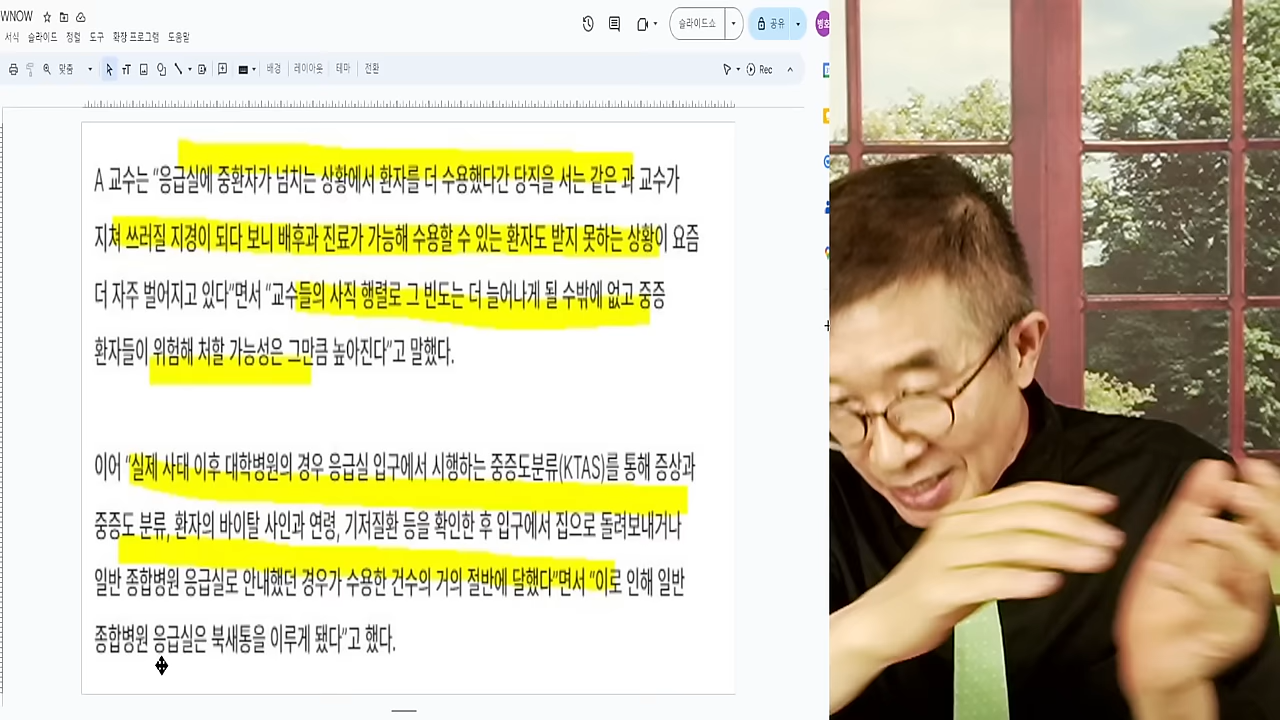 WNOW
서식 슬라이드 정렬 도구 확장 프로그램 도움말
슬라이드쇼
공유
병호
맞춤
배경 레이아웃 테마 전환
Rec
A 교수는 "응급실에 중환자가 넘치는 상황에서 환자를 더 수용했다간 당직을 서는 같은 과 교수가
지쳐 쓰러질 지경이 되다 보니 배후과 진료가 가능해 수용할 수 있는 환자도 받지 못하는 상황이 요즘
더 자주 벌어지고 있다"면서 "교수들의 사직 행렬로 그 빈도는 더 늘어나게 될 수밖에 없고 중증
환자들이 위험해 처할 가능성은 그만큼 높아진다"고 말했다.
이어 "실제 사태 이후 대학병원의 경우 응급실 입구에서 시행하는 중증도분류(KTAS)를 통해 증상과
중증도 분류, 환자의 바이탈 사인과 연령, 기저질환 등을 확인한 후 입구에서 집으로 돌려보내거나
일반 종합병원 응급실로 안내했던 경우가 수용한 건수의 거의 절반에 달했다"면서 "이로 인해 일반
종합병원 응급실은 북새통을 이루게 됐다"고 했다.